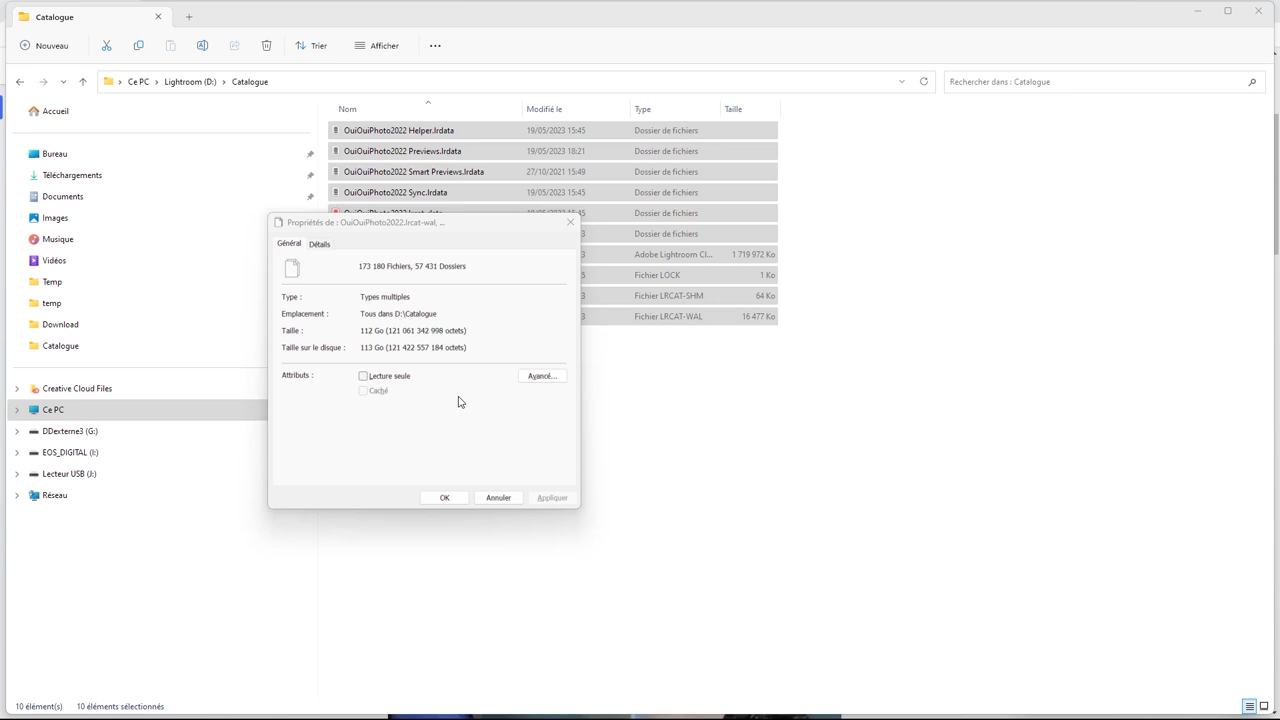 Catalogue
Nouveau
Trier
Afficher
Ce PC
Lightroom (D:)
Catalogue
Rechercher dans : Catalogue
Accueil
Bureau
Téléchargements
Documents
Images
Musique
Vidéos
Temp
temp
Download
Catalogue
Creative Cloud Files
Ce PC
DDexterne3 (G:)
EOS_DIGITAL (I:)
Lecteur USB (J:)
Réseau
Nom Modifié le Type Taille
OuiOuiPhoto2022 Helper.lrdata 19/05/2023 15:45 Dossier de fichiers
OuiOuiPhoto2022 Previews.lrdata 19/05/2023 18:21 Dossier de fichiers
OuiOuiPhoto2022 Smart Previews.lrdata 27/10/2021 15:49 Dossier de fichiers
OuiOuiPhoto2022 Sync.lrdata 19/05/2023 15:45 Dossier de fichiers
Dossier de fichiers
3 Dossier de fichiers
3 Adobe Lightroom Cl... 1 719 972 Ko
5 Fichier LOCK 1 Ko
3 Fichier LRCAT-SHM 64 Ko
3 Fichier LRCAT-WAL 16 477 Ko
Propriétés de : OuiOuiPhoto2022.lrcat-wal, ...
Général Détails
173 180 Fichiers, 57 431 Dossiers
Type : Types multiples
Emplacement : Tous dans D:\Catalogue
Taille : 112 Go (121 061 342 998 octets)
Taille sur le disque : 113 Go (121 422 557 184 octets)
Attributs : Lecture seule Avancé...
Caché
OK Annuler Appliquer
10 élément(s) 10 éléments sélectionnés